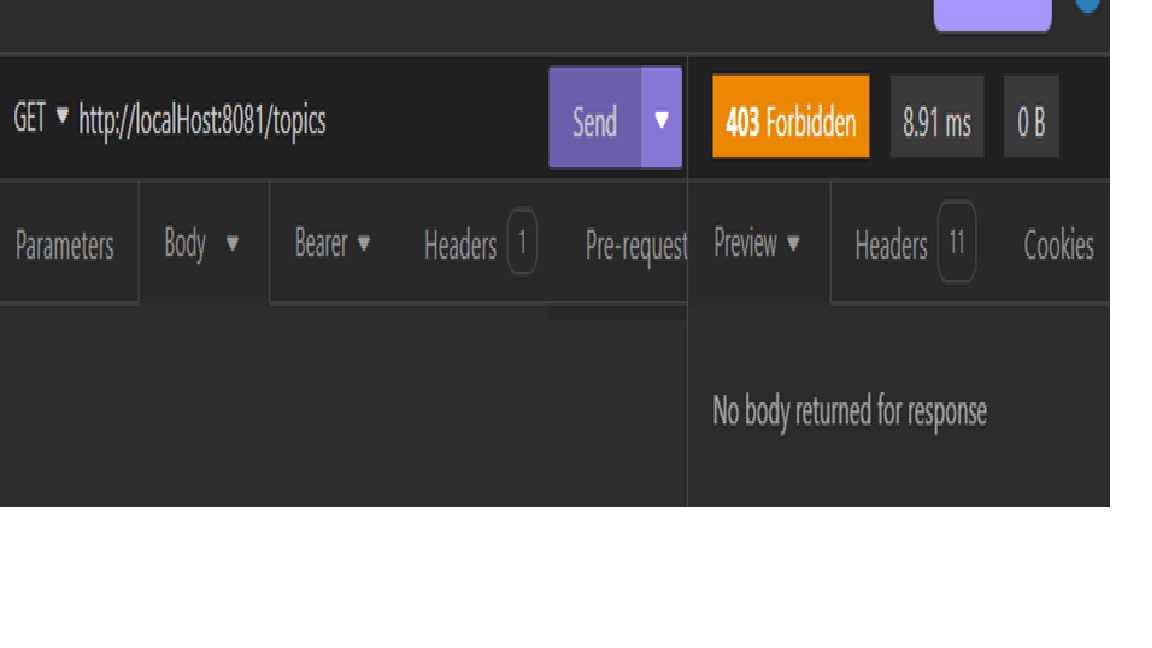 GET ▼ http://localHost:8081/topics
Send ▼
403 Forbidden 8.91 ms 0 B
Parameters Body ▼ Bearer ▼ Headers 1 Pre-request
Preview ▼ Headers 11 Cookies
No body returned for response